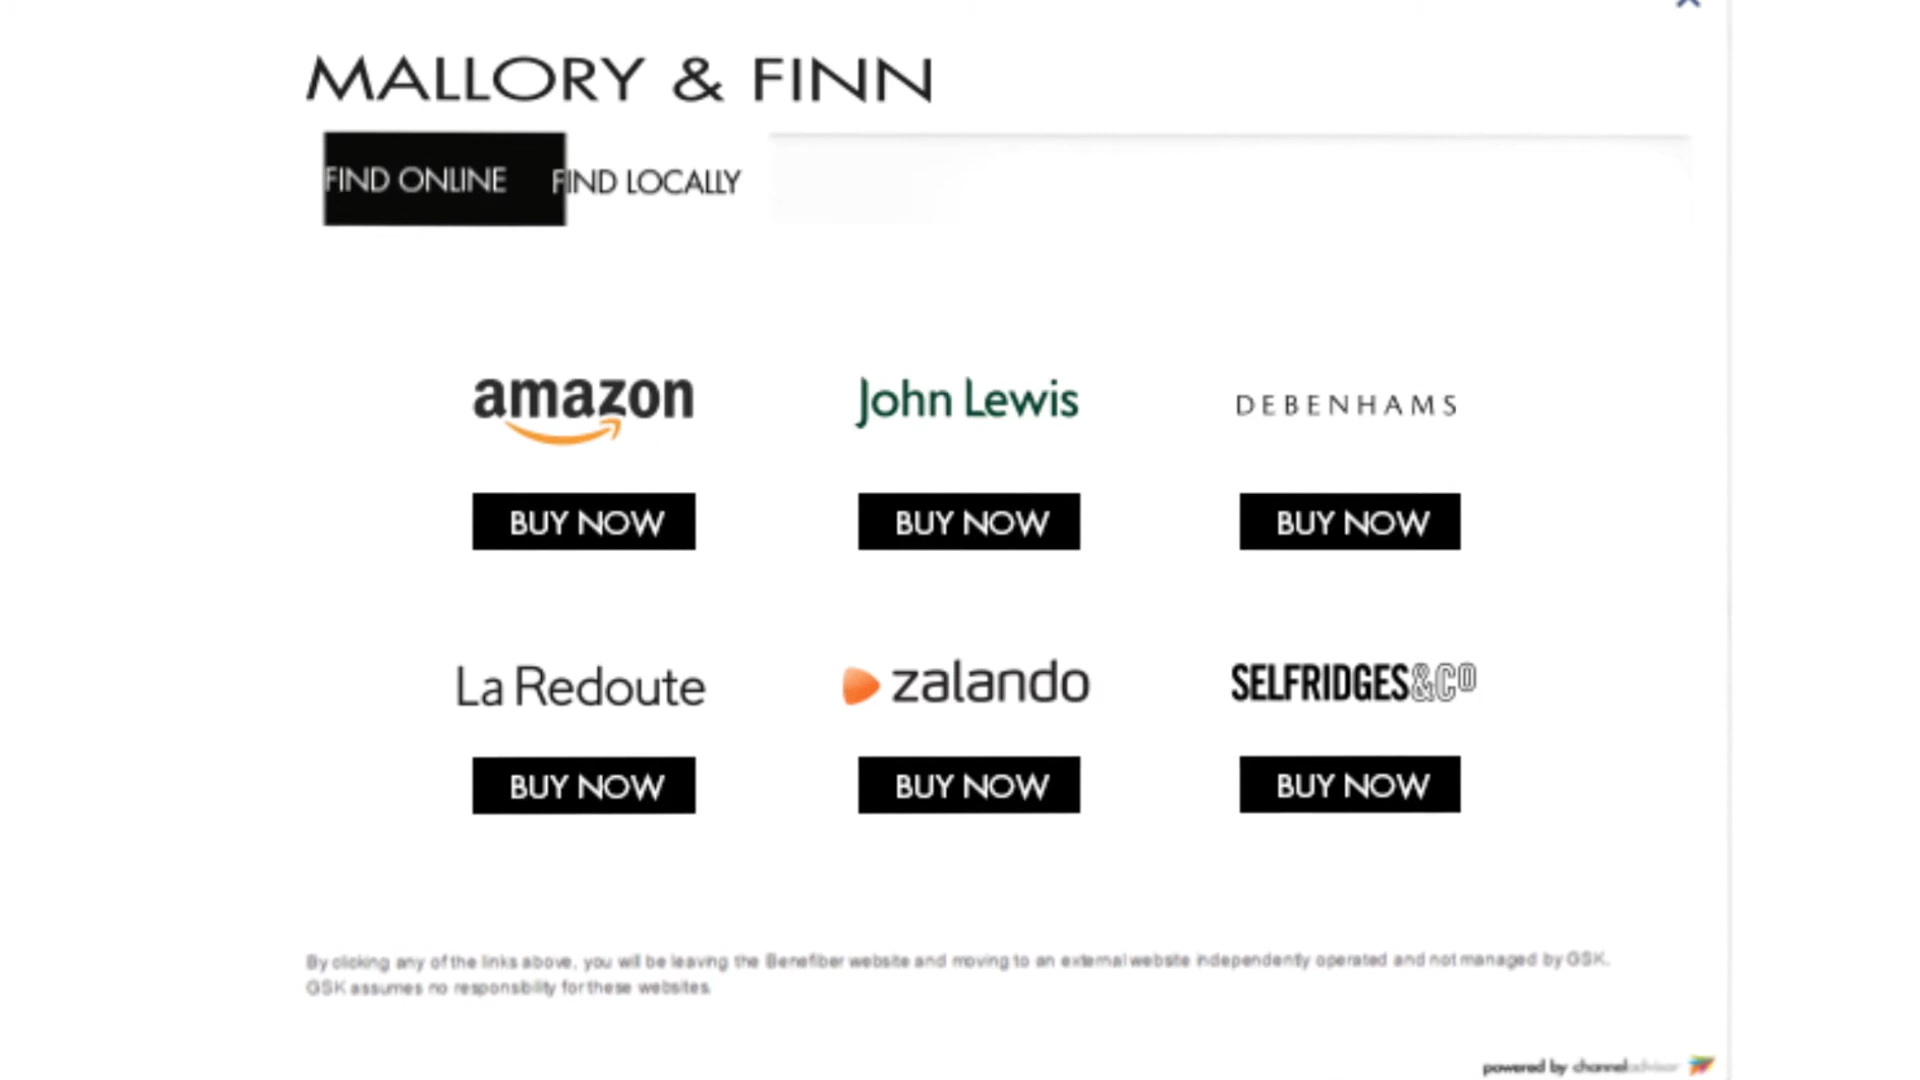 MALLORY & FINN
FIND ONLINE FIND LOCALLY
amazon John Lewis DEBENHAMS
BUY NOW BUY NOW BUY NOW
La Redoute zalando SELFRIDGES&CO
BUY NOW BUY NOW BUY NOW
By clicking any of the links above, you will be leaving the Benefiber website and moving to an external website independently operated and not managed by GSK.
GSK assumes no responsibility for these websites.
powered by channeladvisor